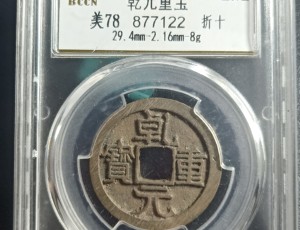 BCCN
乾元重宝
美78 877122 折十
29.4mm-2.16mm-8g
乾
元
重
寶